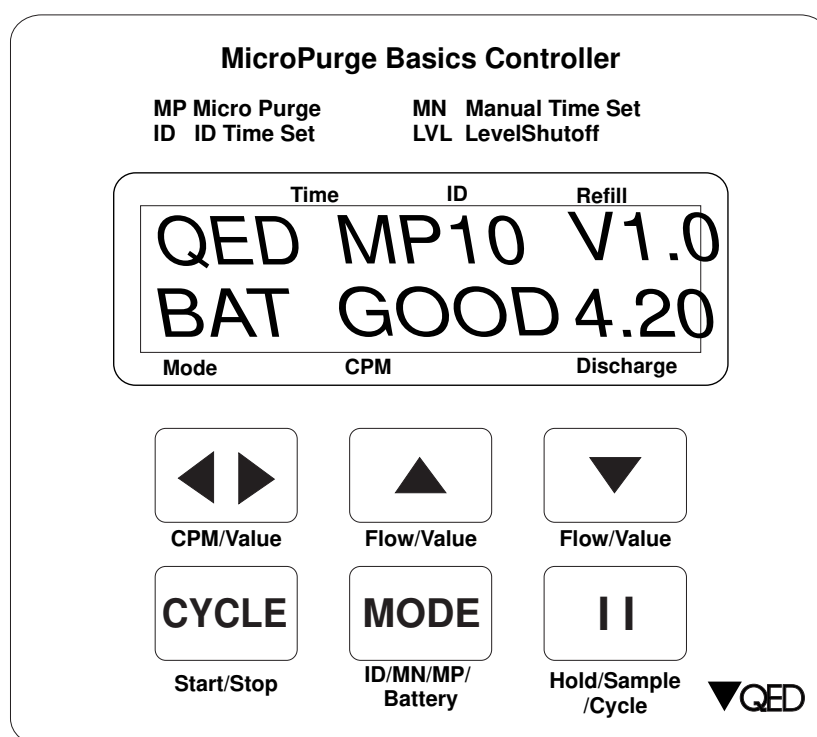 MicroPurge Basics Controller
MP Micro Purge MN Manual Time Set
ID ID Time Set LVL LevelShutoff
Time ID Refill
QED MP10 V1.0
BAT GOOD 4.20
Mode CPM Discharge
CPM/Value Flow/Value Flow/Value
CYCLE MODE
Start/Stop ID/MN/MP/ Hold/Sample
Battery /Cycle
QED